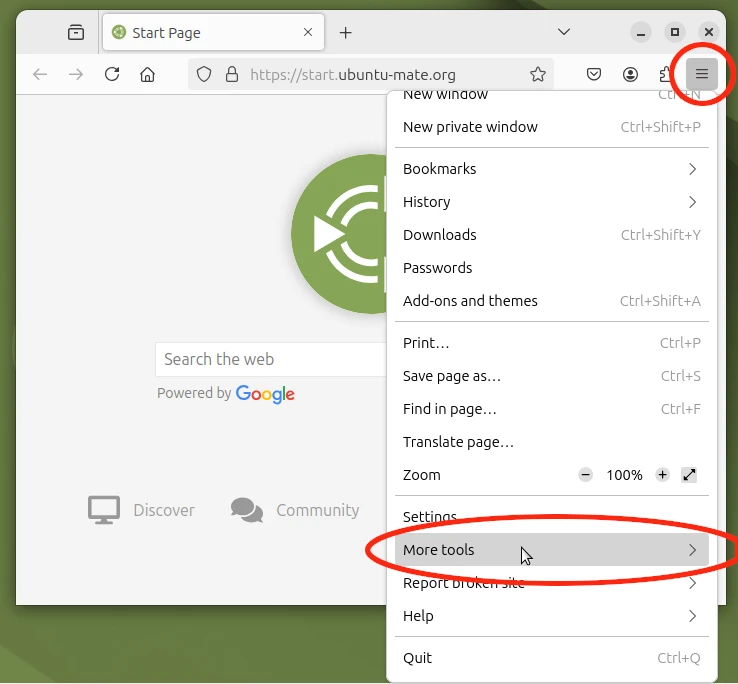 Start Page
https://start.ubuntu-mate.org
New window Ctrl+N
New private window Ctrl+Shift+P
Bookmarks
History
Downloads Ctrl+Shift+Y
Passwords
Add-ons and themes Ctrl+Shift+A
Print… Ctrl+P
Search the web
Save page as… Ctrl+S
Powered by Google
Find in page… Ctrl+F
Translate page…
Zoom 100%
Discover Community
Settings
More tools
Report broken site
Help
Quit Ctrl+Q